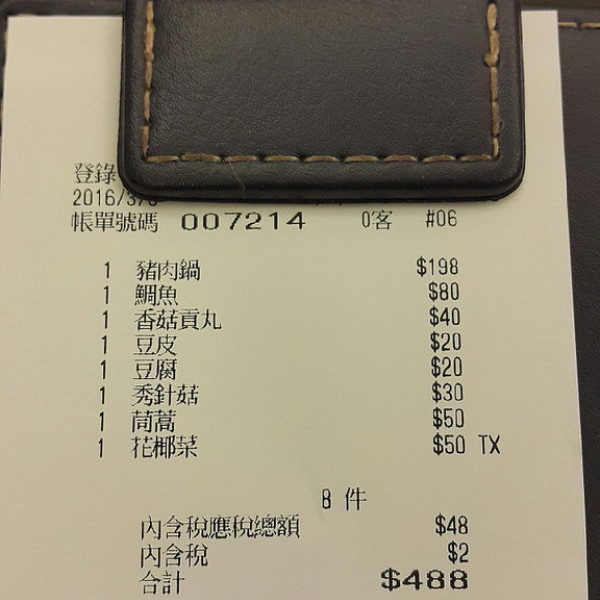 登錄
2016/3/
帳單號碼 007214 0客 #06
1 豬肉鍋 $198
1 鯛魚 $80
1 香菇貢丸 $40
1 豆皮 $20
1 豆腐 $20
1 秀針菇 $30
1 茼蒿 $50
1 花椰菜 $50 TX
8 件
內含稅應稅總額 $48
內含稅 $2
合計 $488